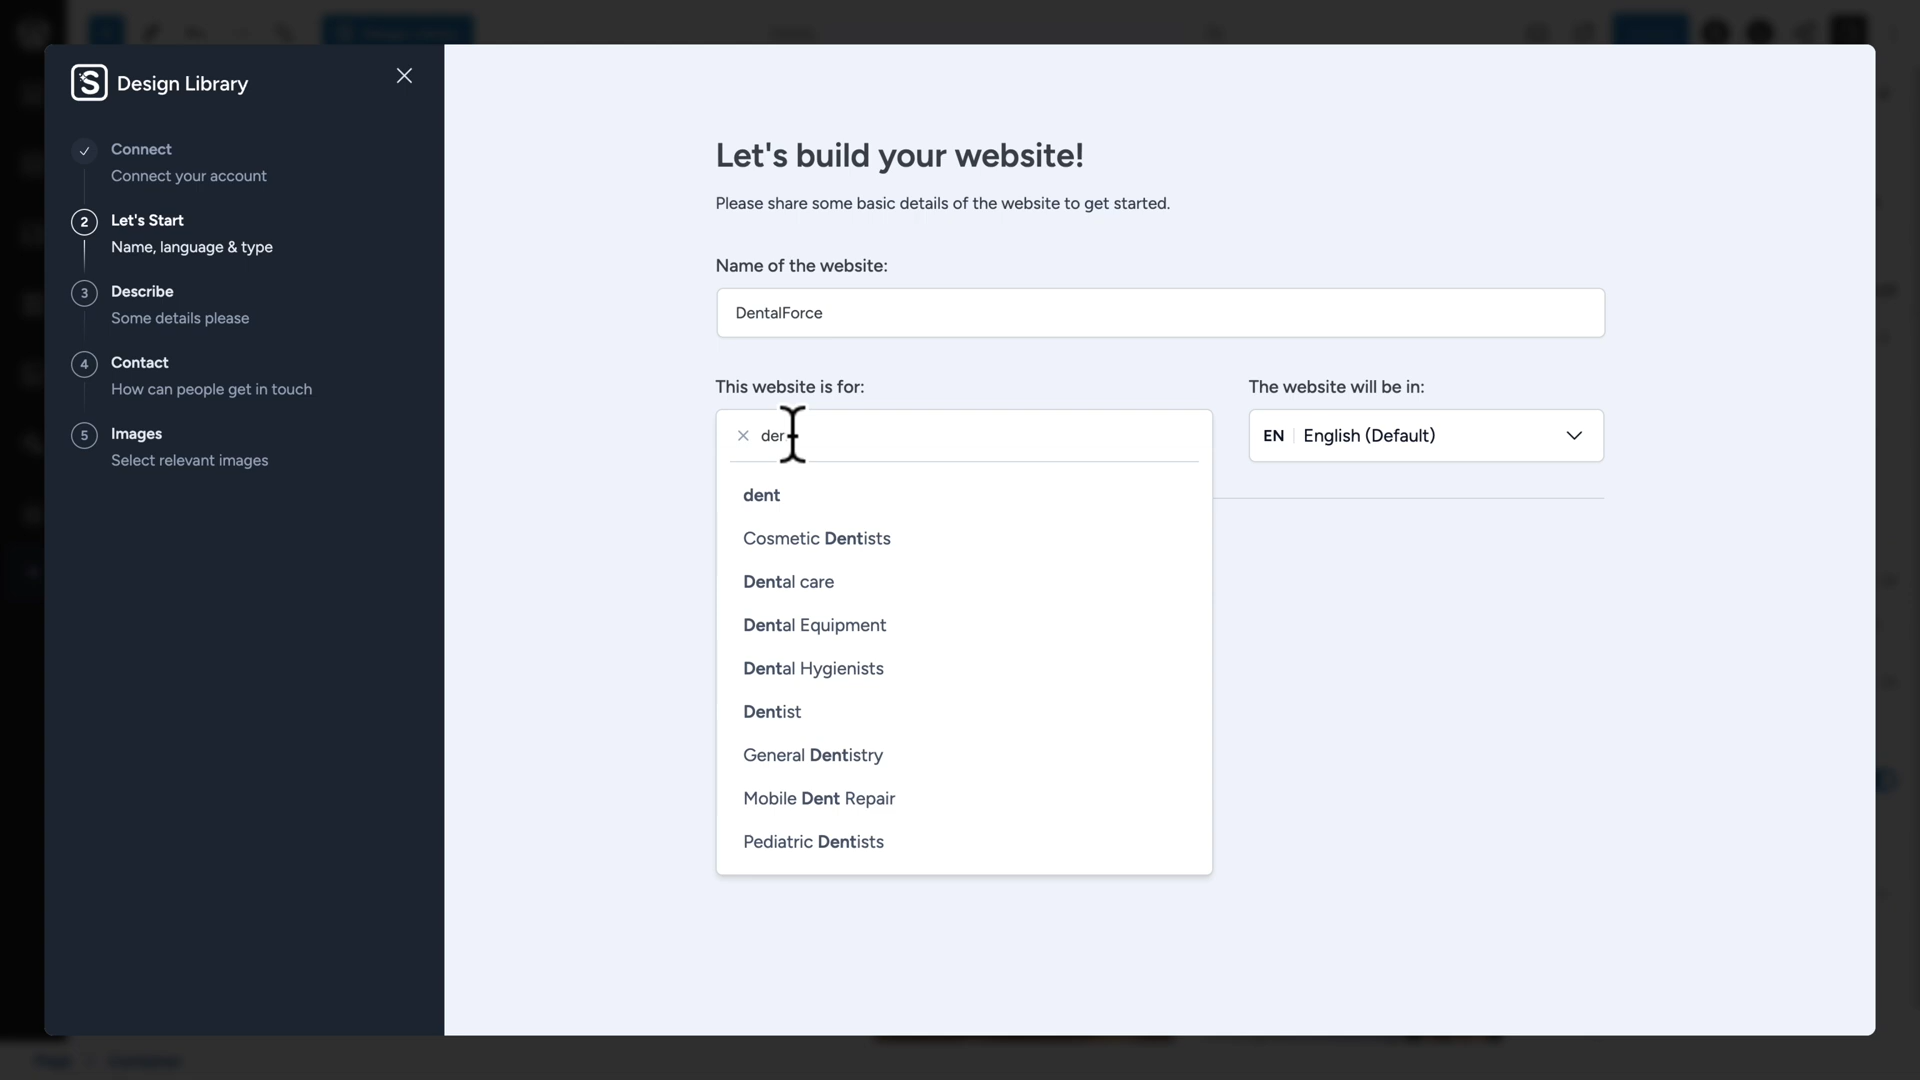 Design Library
Connect
Connect your account
2
Let's Start
Name, language & type
3
Describe
Some details please
4
Contact
How can people get in touch
5
Images
Select relevant images
Let's build your website!
Please share some basic details of the website to get started.
Name of the website:
DentalForce
This website is for:
The website will be in:
EN English (Default)
dent
Cosmetic Dentists
Dental care
Dental Equipment
Dental Hygienists
Dentist
General Dentistry
Mobile Dent Repair
Pediatric Dentists